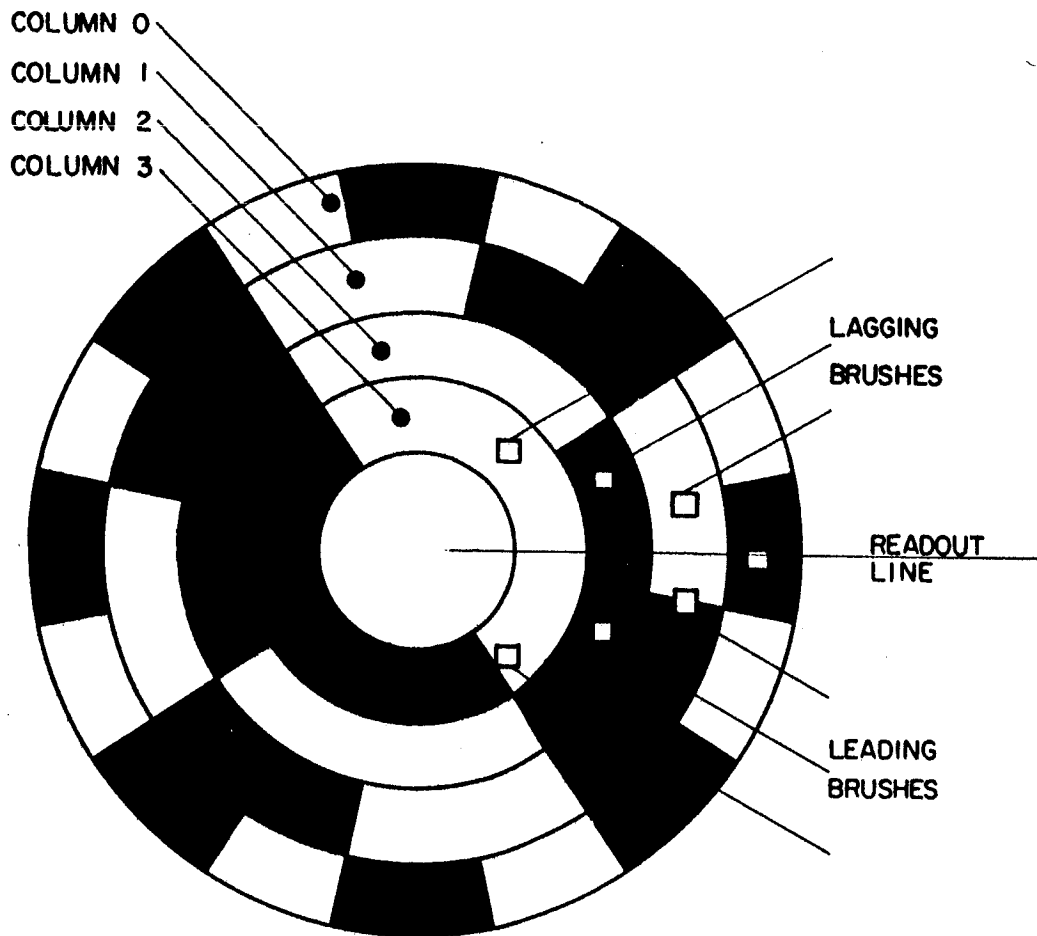 COLUMN 0
COLUMN 1
COLUMN 2
COLUMN 3
LAGGING
BRUSHES
READOUT
LINE
LEADING
BRUSHES